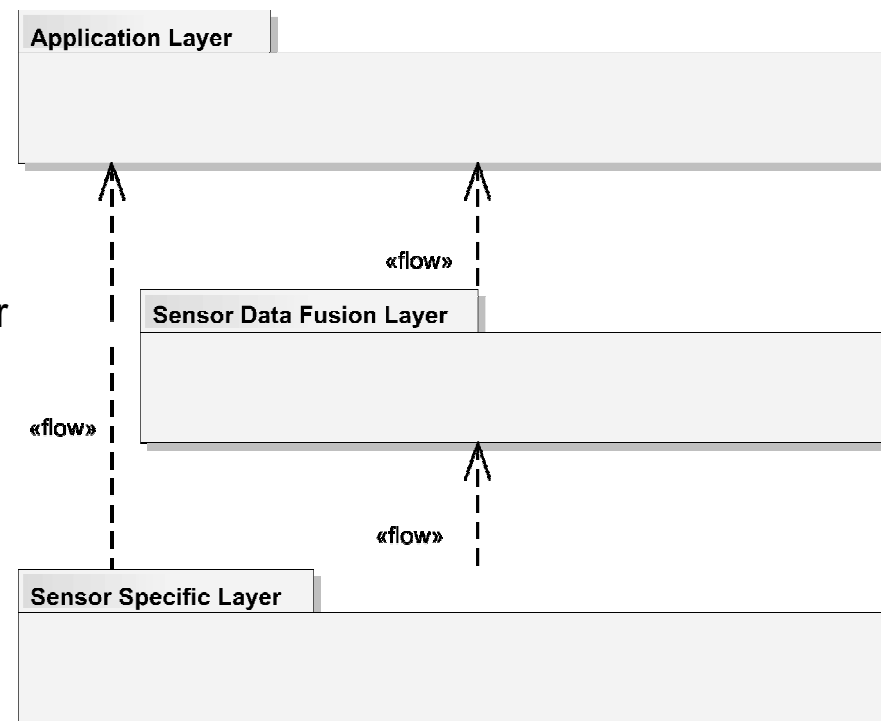 Application Layer
«flow»
Sensor Data Fusion Layer
«flow»
«flow»
Sensor Specific Layer